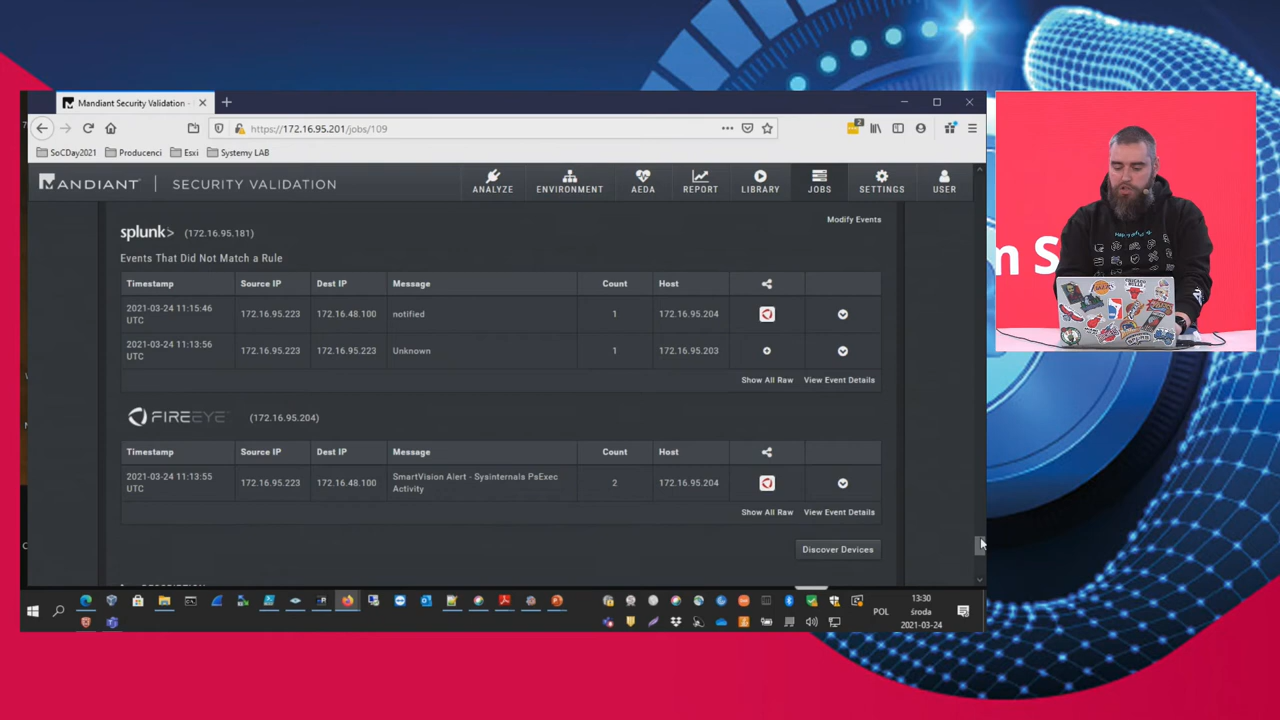 Mandiant Security Validation -
https://172.16.95.201/jobs/109
2
SoCDay2021 Producenci Esxi Systemy LAB
MANDIANT | SECURITY VALIDATION
ANALYZE ENVIRONMENT AEDA REPORT LIBRARY JOBS SETTINGS USER
splunk> (172.16.95.181)
Modify Events
Events That Did Not Match a Rule
Timestamp Source IP Dest IP Message Count Host
2021-03-24 11:15:46 UTC 172.16.95.223 172.16.48.100 notified 1 172.16.95.204
2021-03-24 11:13:56 UTC 172.16.95.223 172.16.95.223 Unknown 1 172.16.95.203
Show All Raw View Event Details
FIREEYE (172.16.95.204)
Timestamp Source IP Dest IP Message Count Host
2021-03-24 11:13:55 UTC 172.16.95.223 172.16.48.100 SmartVision Alert - Sysinternals PsExec Activity 2 172.16.95.204
Show All Raw View Event Details
Discover Devices
POL
13:30
środa
2021-03-24
m S
CHICAGO BULLS